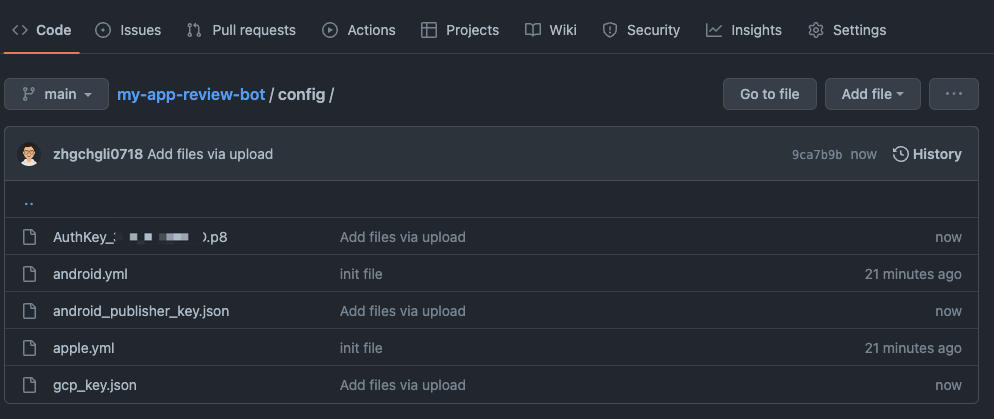 Code Issues Pull requests Actions Projects Wiki Security Insights Settings
main my-app-review-bot / config / Go to file Add file ...
zhgchgli0718 Add files via upload 9ca7b9b now History
..
AuthKey_ .p8 Add files via upload now
android.yml init file 21 minutes ago
android_publisher_key.json Add files via upload now
apple.yml init file 21 minutes ago
gcp_key.json Add files via upload now